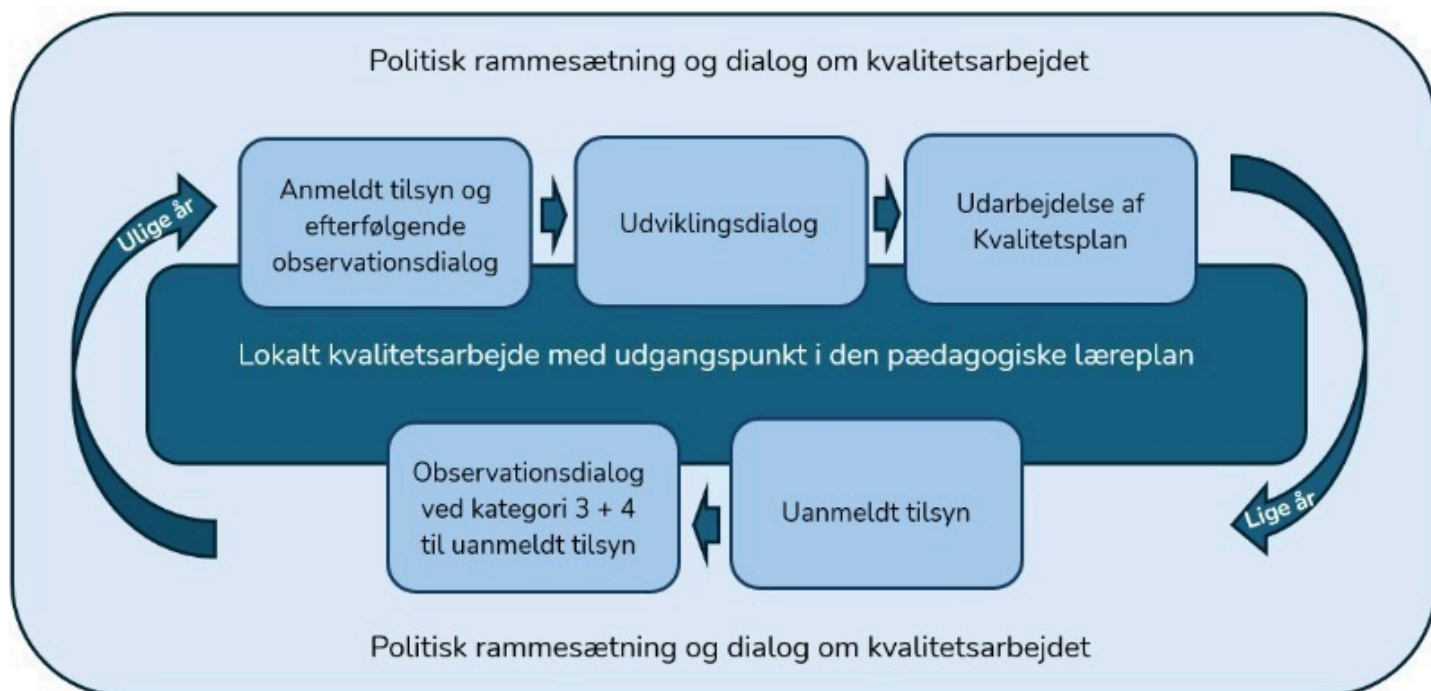 Politisk rammesætning og dialog om kvalitetsarbejdet
Ulige år
Anmeldt tilsyn og
efterfølgende
observationsdialog
Udviklingsdialog
Udarbejdelse af
Kvalitetsplan
Lokalt kvalitetsarbejde med udgangspunkt i den pædagogiske læreplan
Lige år
Uanmeldt tilsyn
Observationsdialog
ved kategori 3 + 4
til uanmeldt tilsyn
Politisk rammesætning og dialog om kvalitetsarbejdet